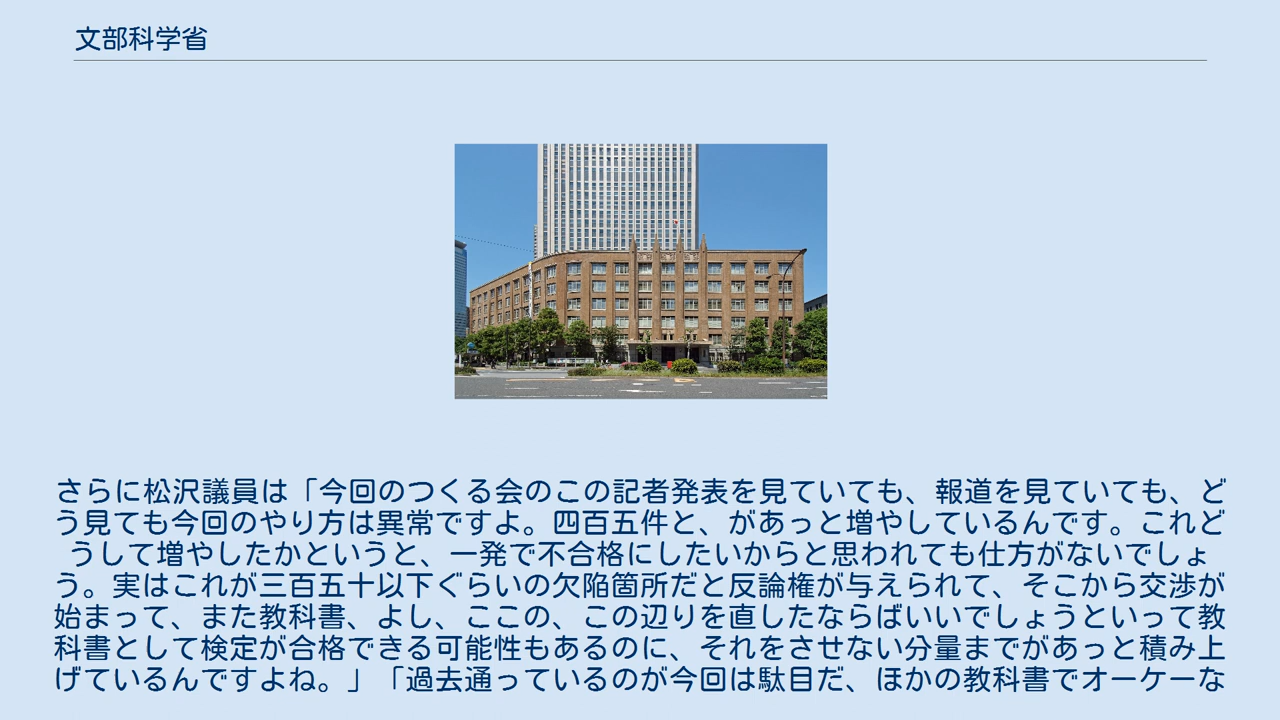 文部科学省
さらに松沢議員は「今回のつくる会のこの記者発表を見ていても、報道を見ていても、ど
う見ても今回のやり方は異常ですよ。四百五件と、があっと増やしているんです。これど
うして増やしたかというと、一発で不合格にしたいからと思われても仕方がないでしょ
う。実はこれが三百五十以下ぐらいの欠陥箇所だと反論権が与えられて、そこから交渉が
始まって、また教科書、よし、ここの、この辺りを直したならばいいでしょうといって教
科書として検定が合格できる可能性もあるのに、それをさせない分量までがあっと積み上
げているんですよね。」「過去通っているのが今回は駄目だ、ほかの教科書でオーケーな